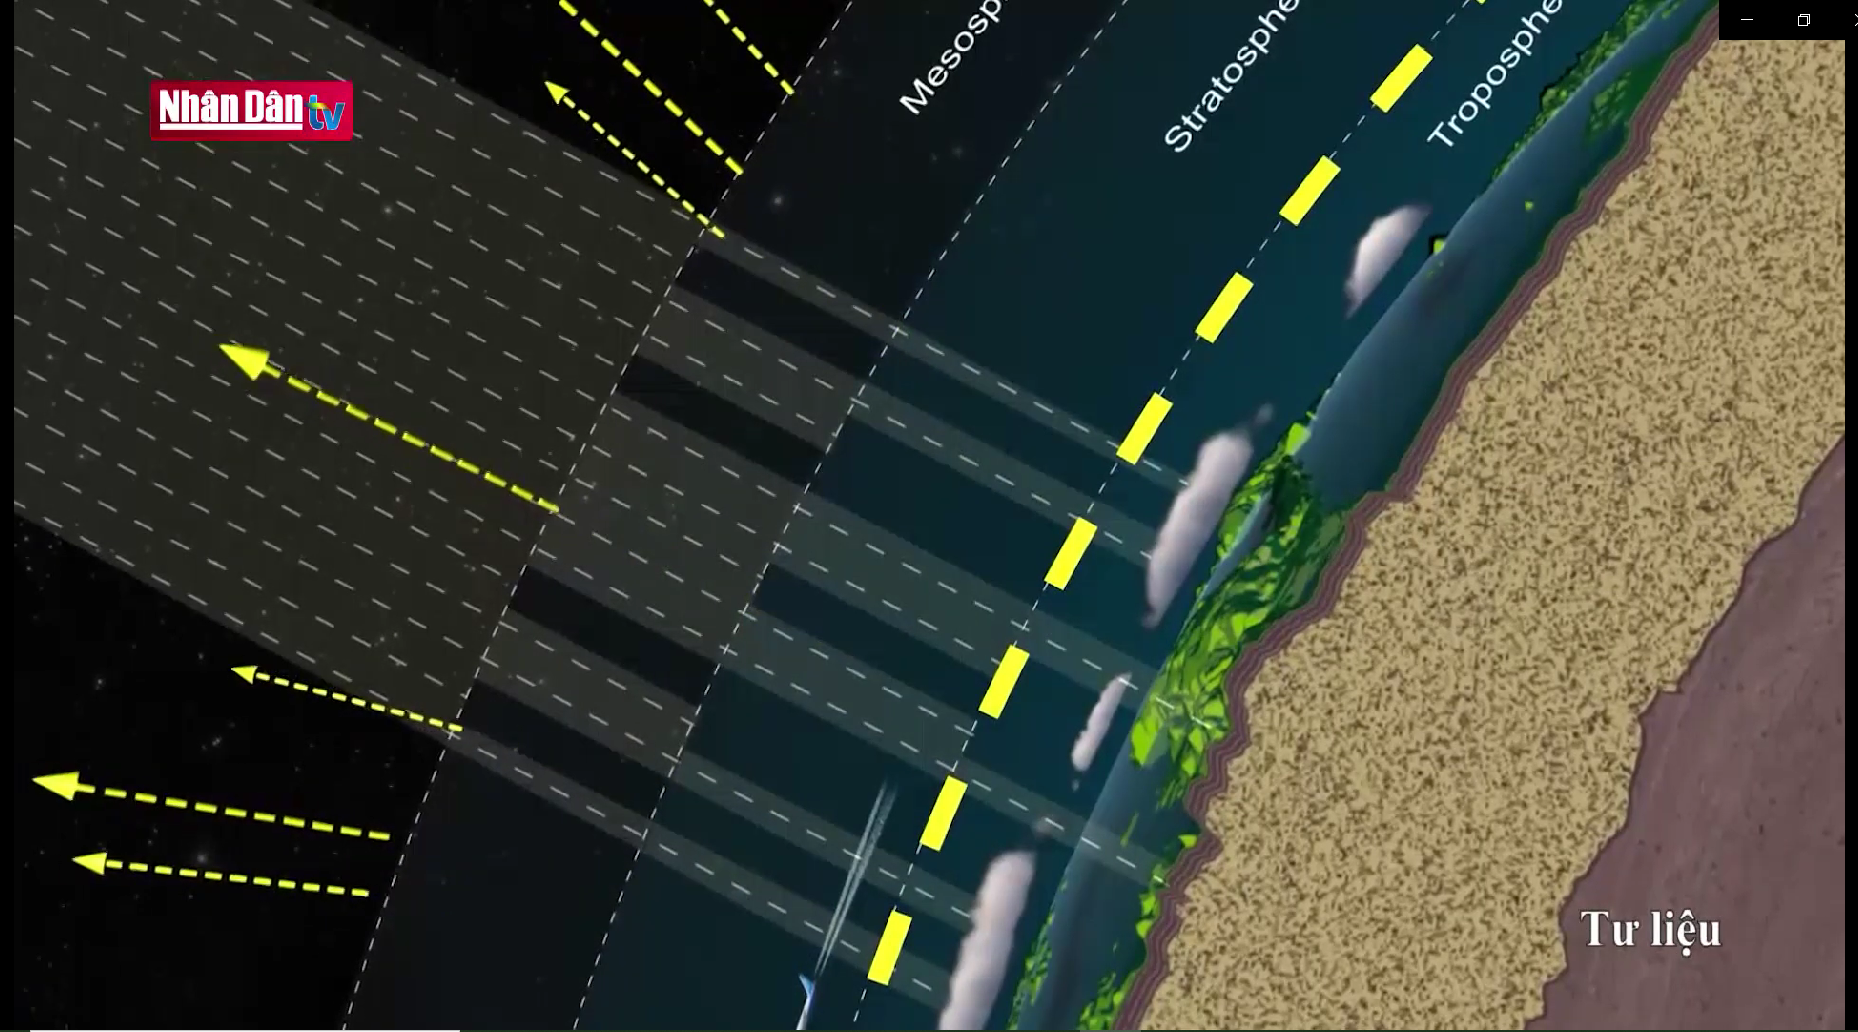 Nhân Dân tv
Mesosp
Stratosphe
Troposphe
Tư liệu